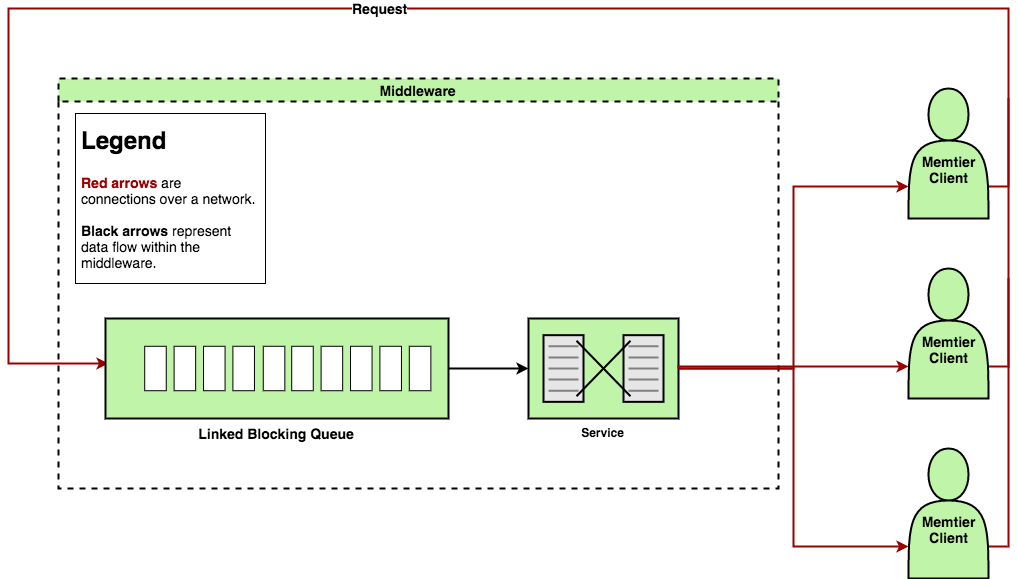 Request
Middleware
Legend
Red arrows are
connections over a network.
Black arrows represent
data flow within the
middleware.
Memtier
Client
Memtier
Client
Linked Blocking Queue
Service
Memtier
Client